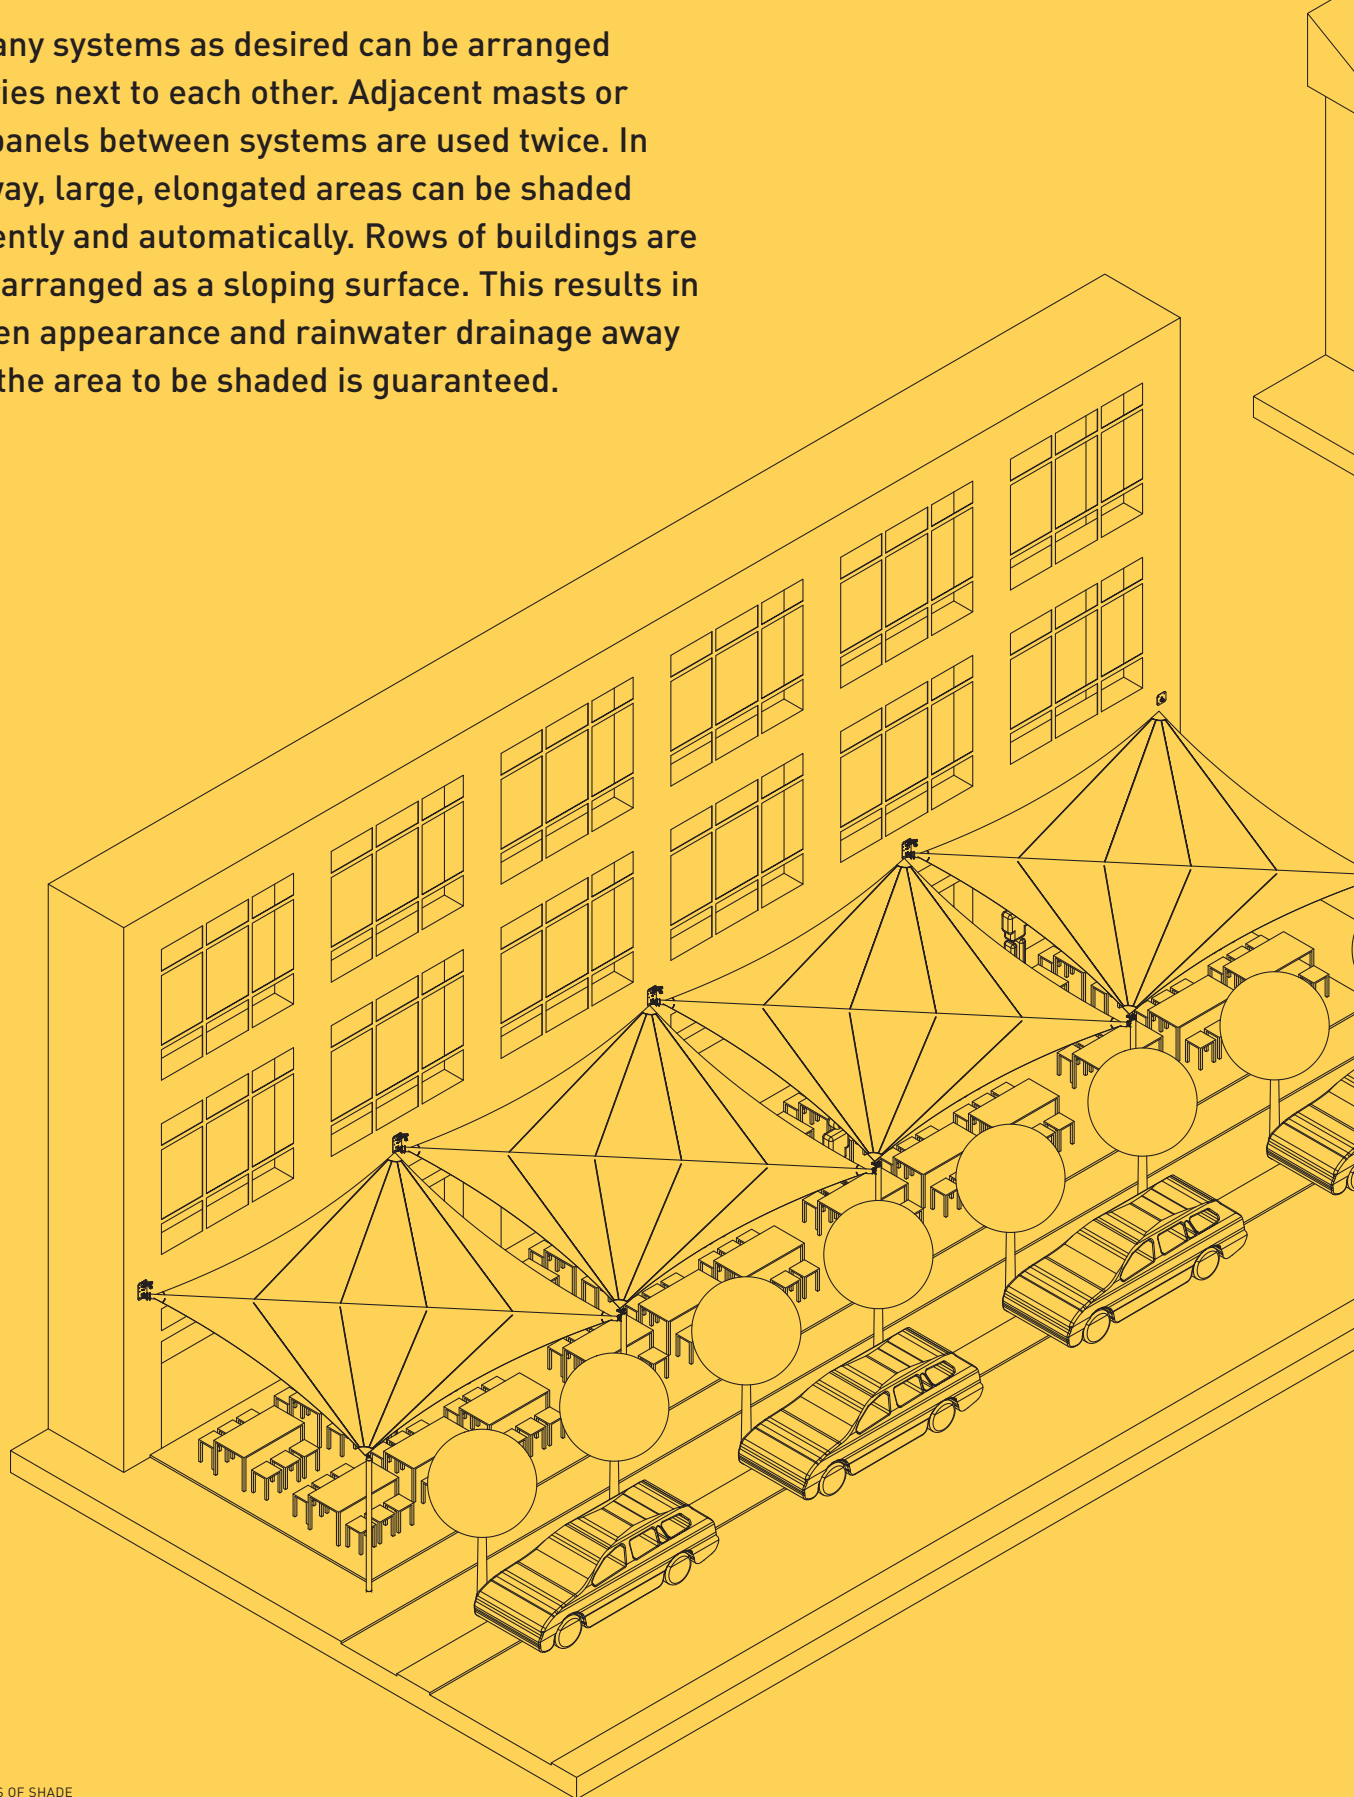 any systems as desired can be arranged
ies next to each other. Adjacent masts or
panels between systems are used twice. In
way, large, elongated areas can be shaded
ently and automatically. Rows of buildings are
arranged as a sloping surface. This results in
en appearance and rainwater drainage away
the area to be shaded is guaranteed.
S OF SHADE